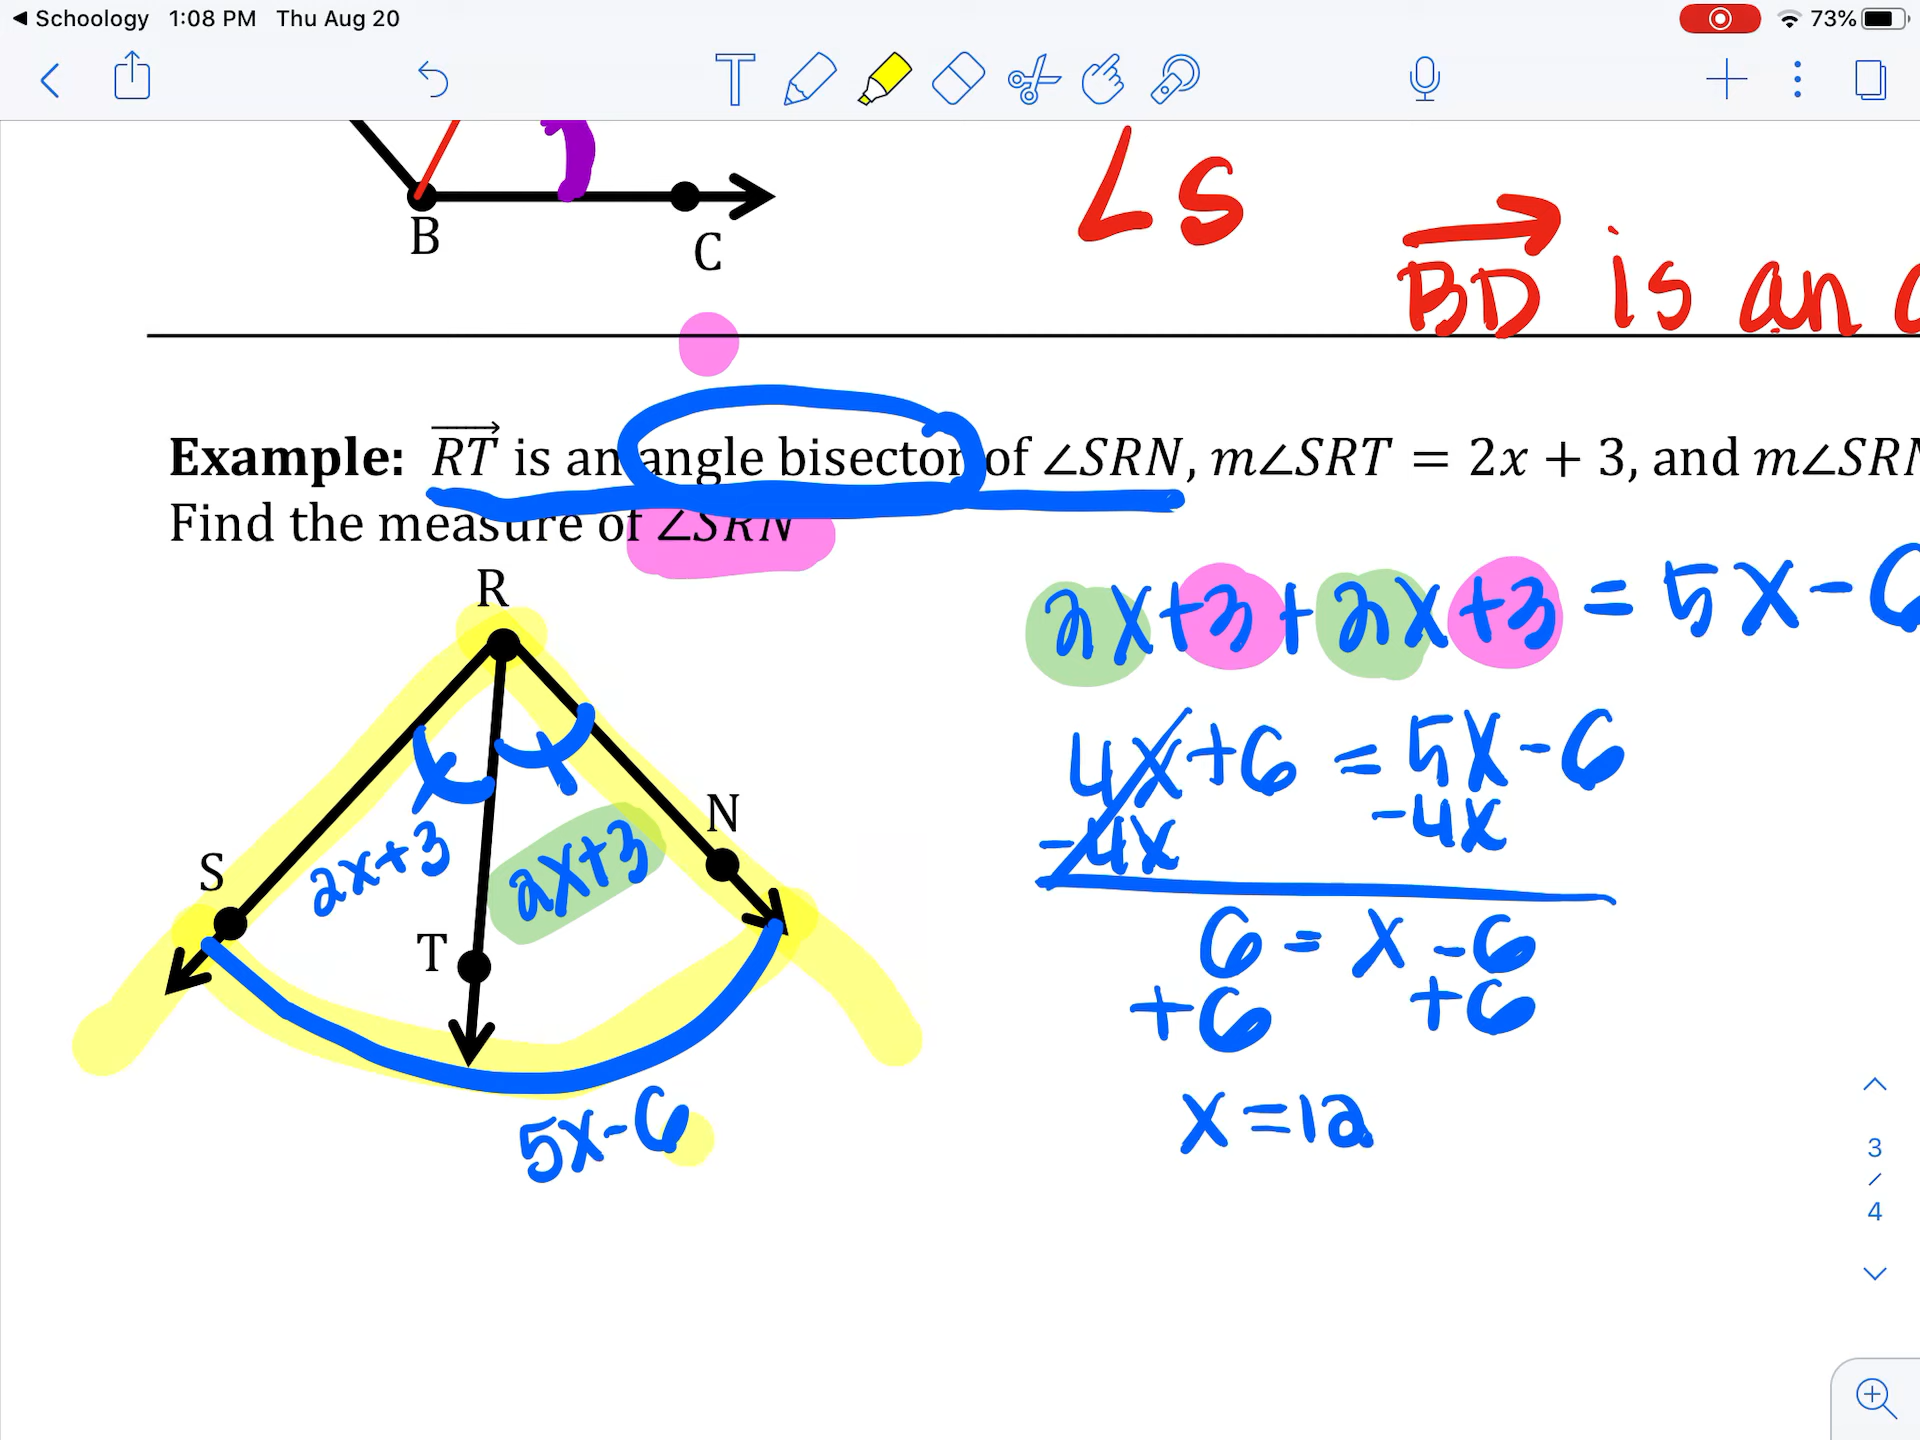 Schoology 1:08 PM Thu Aug 20 73%
T
B
C
∠s
BD is an
Example: RT is an angle bisector of ∠SRN, m∠SRT = 2x + 3, and m∠SRN
Find the measure of ∠SRN
R
S
N
T
2x+3
2x+3
5x-6
2x+3+2x+3 = 5x-6
4x+6 = 5x-6
-4x -4x
6 = x-6
+6 +6
x=12
3
/
4